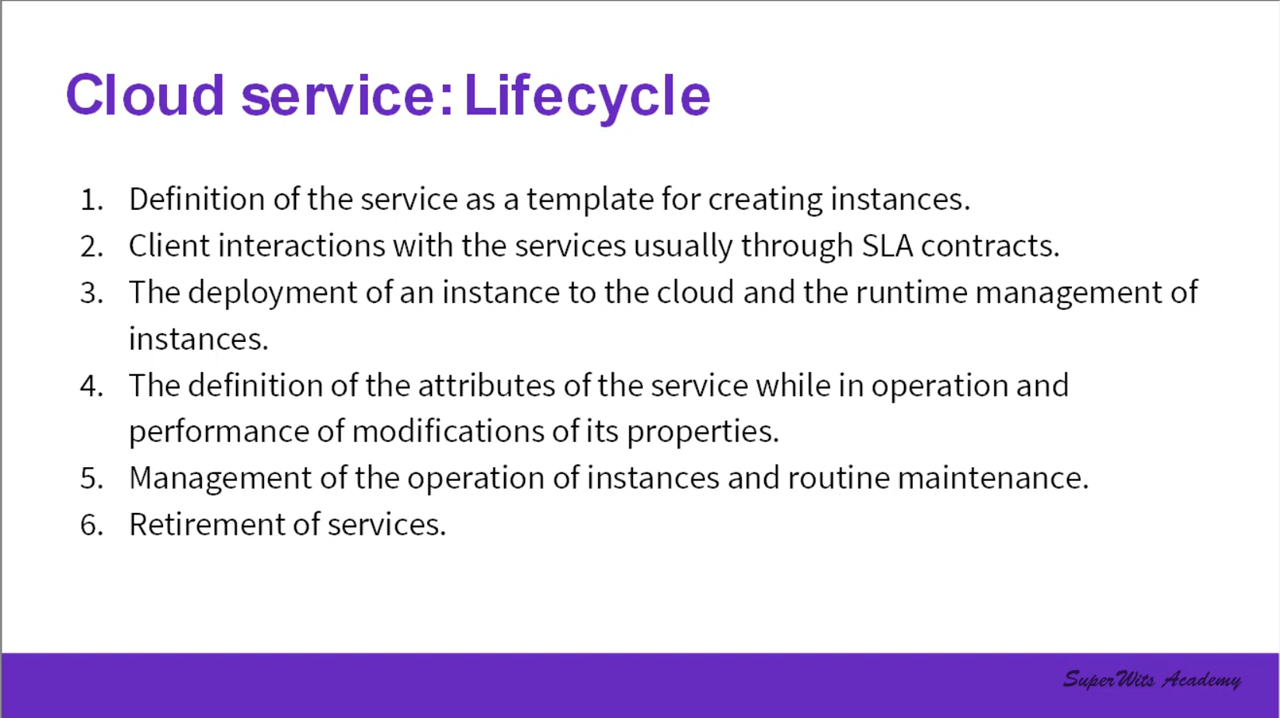 Cloud service: Lifecycle
1. Definition of the service as a template for creating instances.
2. Client interactions with the services usually through SLA contracts.
3. The deployment of an instance to the cloud and the runtime management of
instances.
4. The definition of the attributes of the service while in operation and
performance of modifications of its properties.
5. Management of the operation of instances and routine maintenance.
6. Retirement of services.
SuperWits Academy